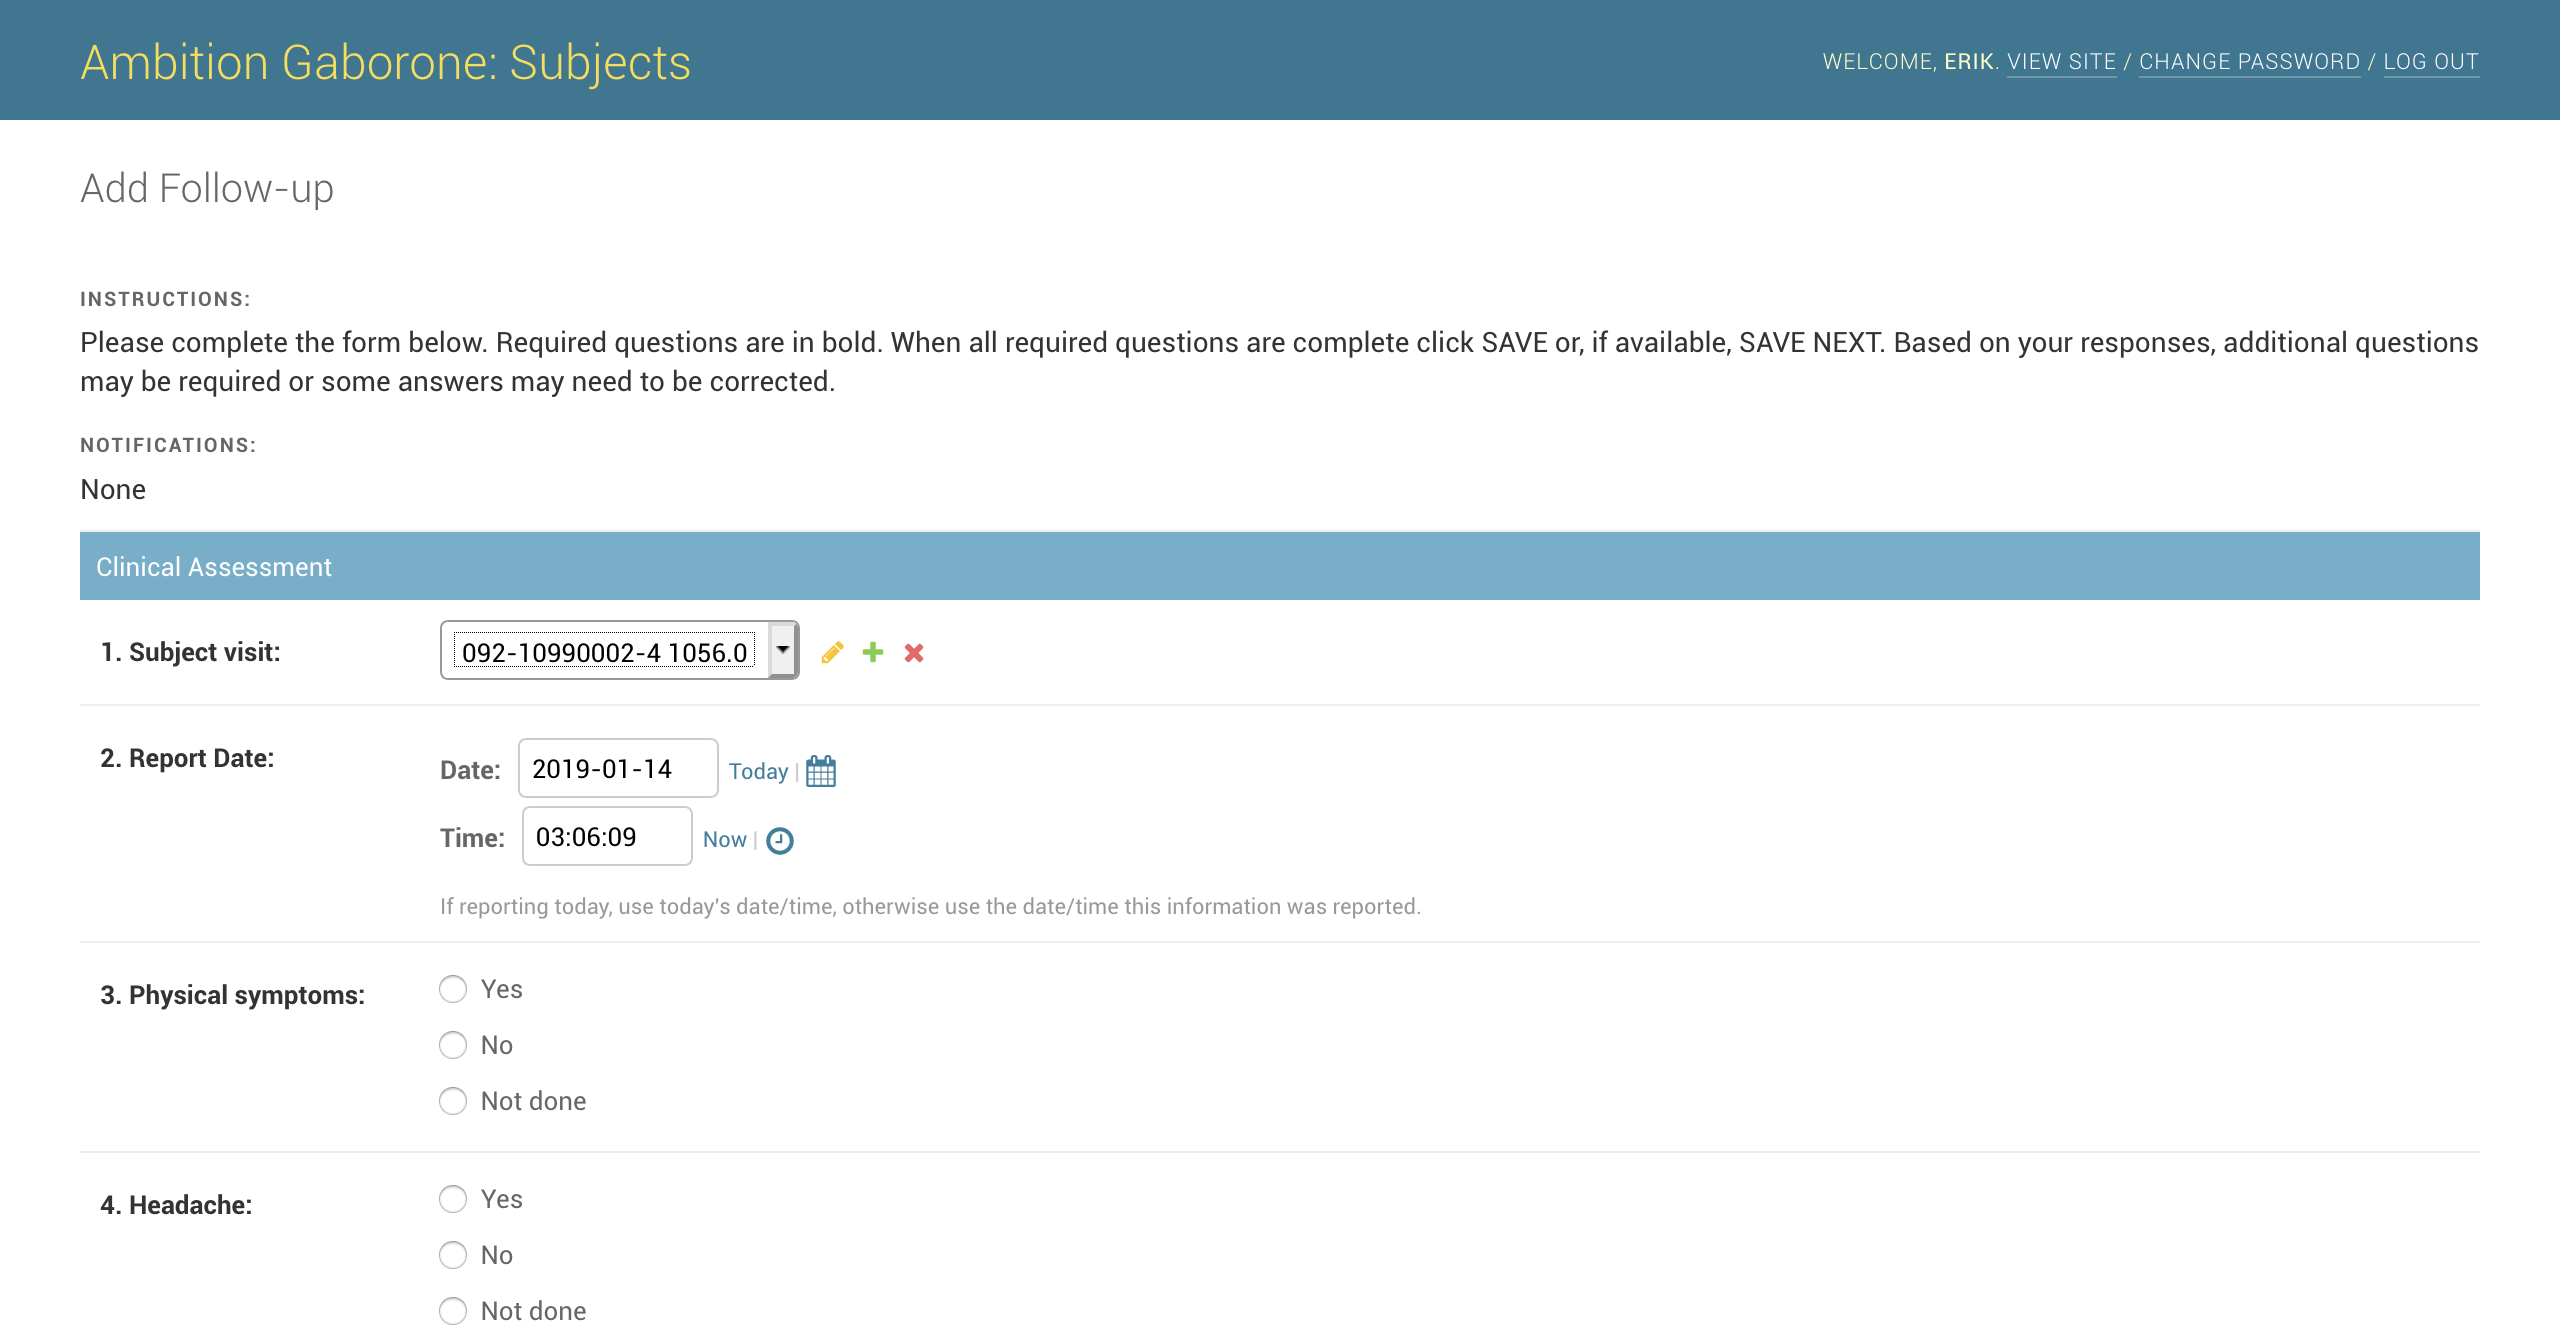 Ambition Gaborone: Subjects
WELCOME, ERIK. VIEW SITE / CHANGE PASSWORD / LOG OUT
Add Follow-up
INSTRUCTIONS:
Please complete the form below. Required questions are in bold. When all required questions are complete click SAVE or, if available, SAVE NEXT. Based on your responses, additional questions
may be required or some answers may need to be corrected.
NOTIFICATIONS:
None
Clinical Assessment
1. Subject visit:
092-10990002-4 1056.0
2. Report Date:
Date: 2019-01-14 Today |
Time: 03:06:09 Now |
If reporting today, use today's date/time, otherwise use the date/time this information was reported.
3. Physical symptoms:
Yes
No
Not done
4. Headache:
Yes
No
Not done